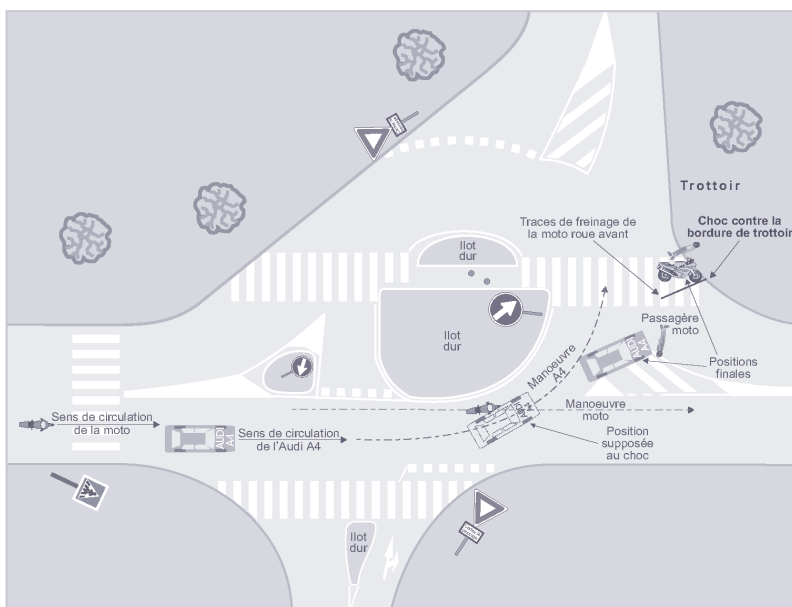 Trottoir
Traces de freinage de
la moto roue avant
Choc contre la
bordure de trottoir
Ilot
dur
Passagère
moto
Ilot
dur
Manoeuvre
A4
AUDI
A4
Positions
finales
Sens de circulation
de la moto
AUDI
A4
Sens de circulation
de l'Audi A4
AUDI
A4
Manoeuvre
moto
Position
supposée
au choc
Ilot
dur